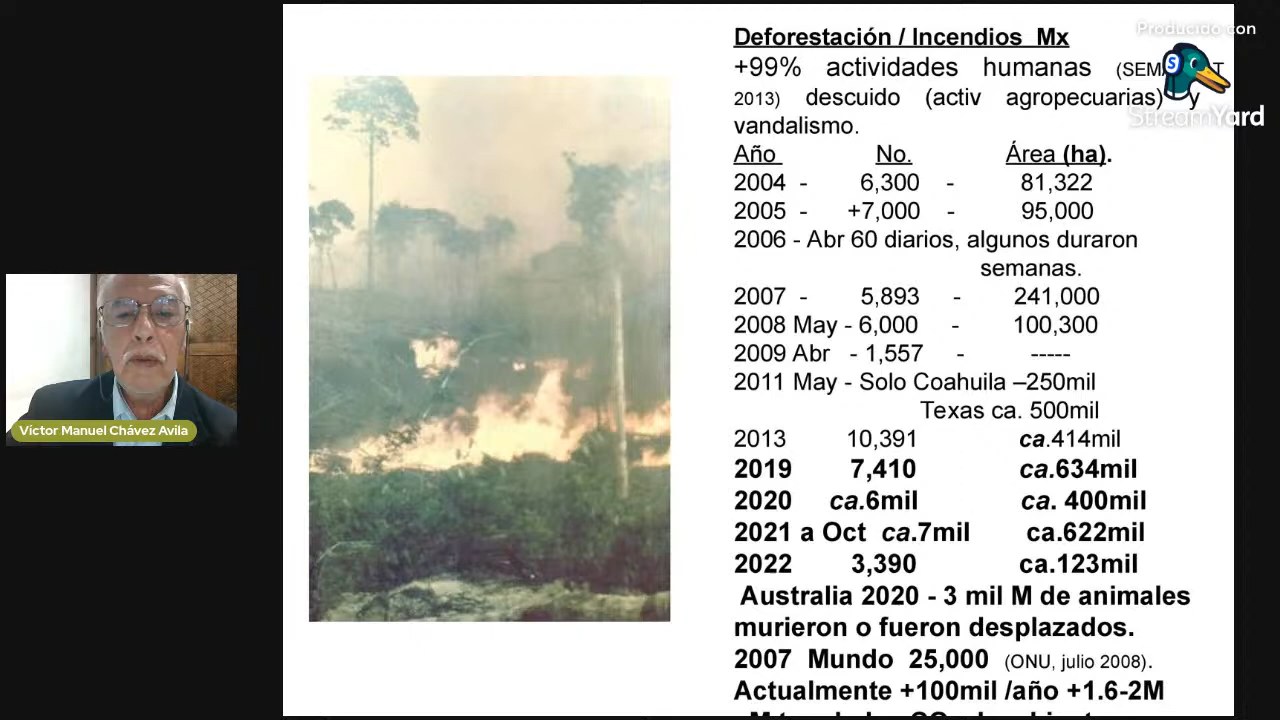 Deforestación / Incendios Mx
+99% actividades humanas
2013) descuido (activ agropecuarias) y
vandalismo.
Año No. Área (ha).
2004 - 6,300 - 81,322
2005 - +7,000 - 95,000
2006 - Abr 60 diarios, algunos duraron
semanas.
2007 - 5,893 - 241,000
2008 May - 6,000 - 100,300
2009 Abr - 1,557 - -----
2011 May - Solo Coahuila –250mil
Texas ca. 500mil
2013 10,391 ca.414mil
2019 7,410 ca.634mil
2020 ca.6mil ca. 400mil
2021 a Oct ca.7mil ca.622mil
2022 3,390 ca.123mil
Australia 2020 - 3 mil M de animales
murieron o fueron desplazados.
2007 Mundo 25,000 (ONU, julio 2008).
Actualmente +100mil /año +1.6-2M
Producido con
S
StreamYard
Víctor Manuel Chávez Avila